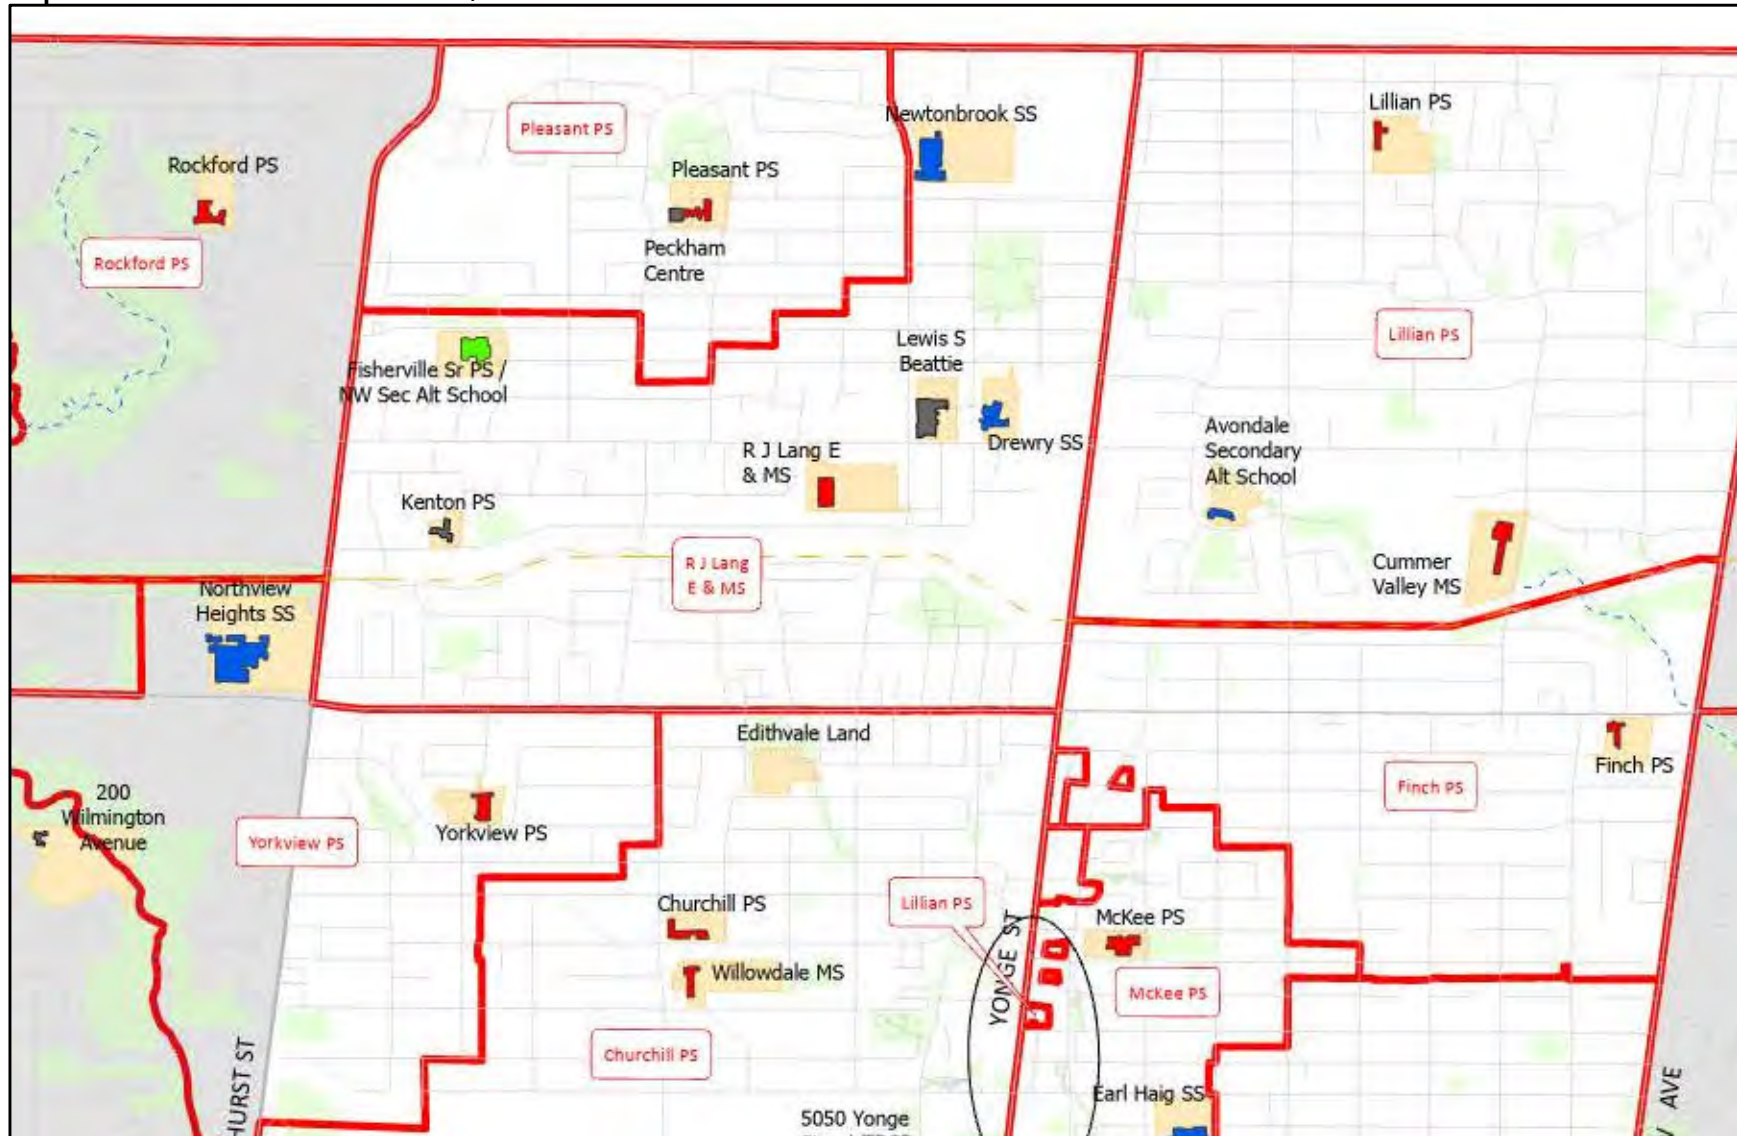 Newtonbrook SS
Lillian PS
Pleasant PS
Rockford PS
Pleasant PS
Peckham
Centre
Rockford PS
Lillian PS
Lewis S
Beattie
Fisherville Sr PS /
NW Sec Alt School
Drewry SS
Avondale
Secondary
Alt School
R J Lang E
& MS
Kenton PS
R J Lang
E & MS
Cummer
Valley MS
Northview
Heights SS
Edithvale Land
Finch PS
Finch PS
200
Wilmington
Avenue
Yorkview PS
Yorkview PS
Churchill PS
Lillian PS
McKee PS
YONGE ST
Willowdale MS
McKee PS
Churchill PS
HURST ST
Earl Haig SS
AVE
5050 Yonge